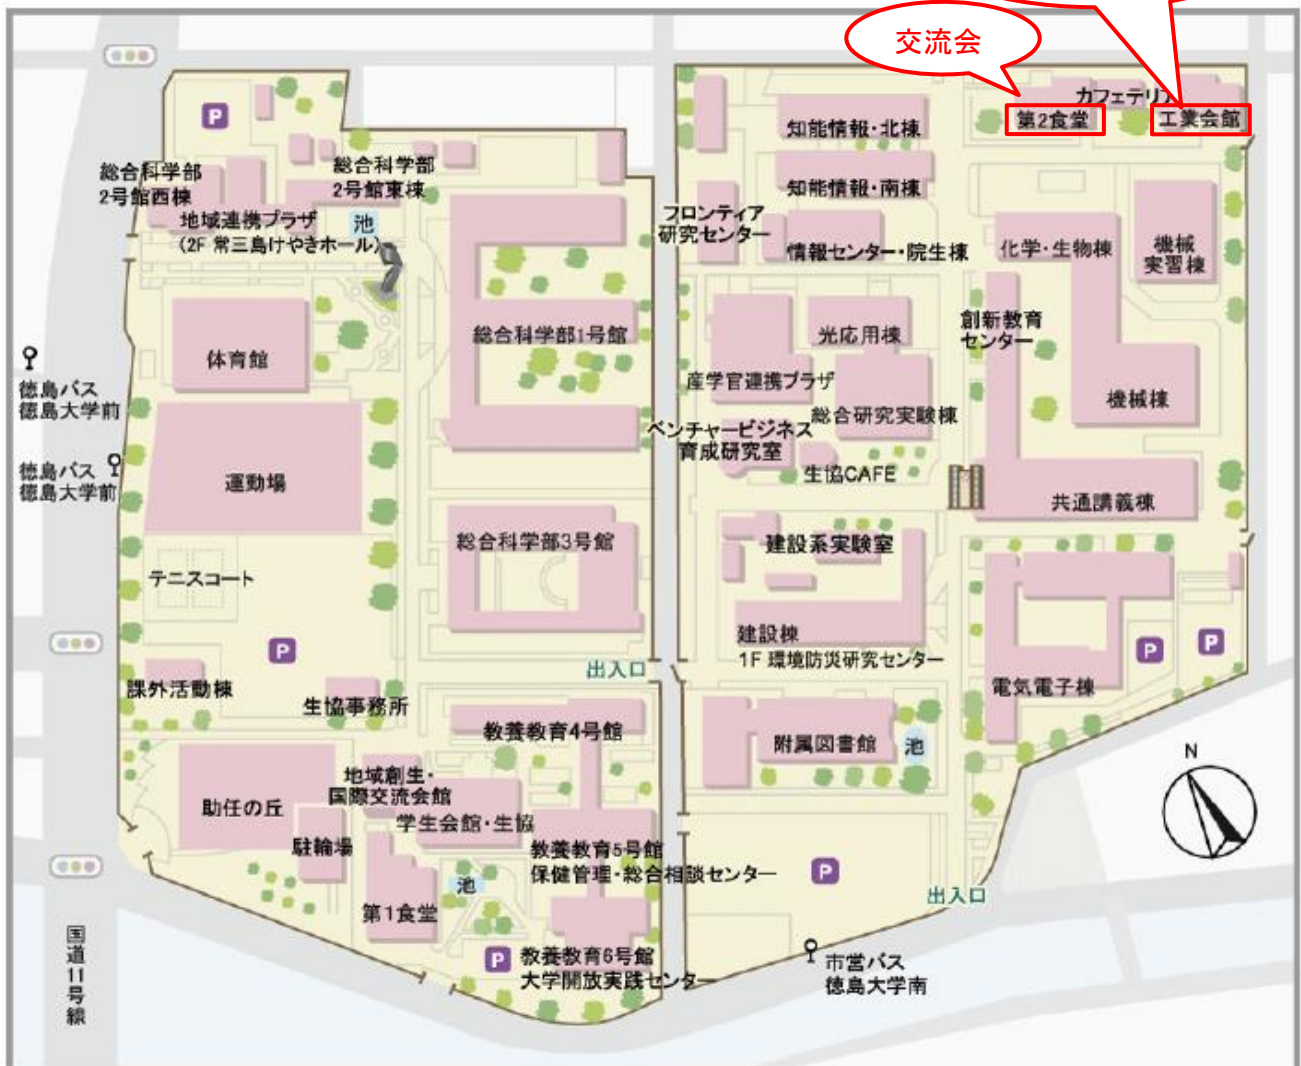 交流会
カフェテリア
第2食堂
工業会館
P
知能情報・北棟
総合科学部
2号館西棟
総合科学部
2号館東棟
知能情報・南棟
地域連携プラザ
(2F 常三島けやきホール)
池
フロンティア
研究センター
情報センター・院生棟
化学・生物棟
機械
実習棟
総合科学部1号館
光応用棟
創新教育
センター
体育館
徳島バス
徳島大学前
産学官連携プラザ
総合研究実験棟
機械棟
ベンチャービジネス
育成研究室
徳島バス
徳島大学前
運動場
生協CAFE
共通講義棟
総合科学部3号館
建設系実験室
テニスコート
建設棟
1F 環境防災研究センター
P
P
P
出入口
課外活動棟
生協事務所
電気電子棟
教養教育4号館
附属図書館
池
N
地域創生・
国際交流会館
助任の丘
学生会館・生協
駐輪場
教養教育5号館
保健管理・総合相談センター
P
池
出入口
第1食堂
国道11号線
P
教養教育6号館
大学開放実践センター
市営バス
徳島大学南